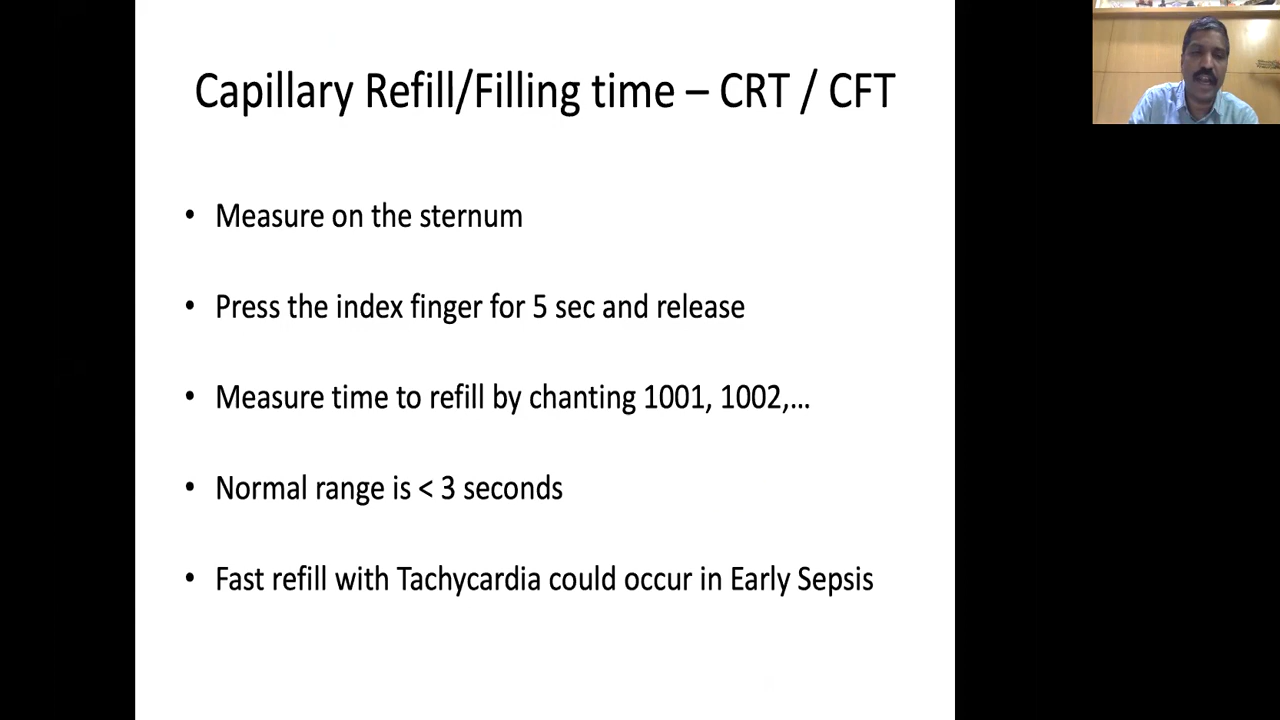 Capillary Refill/Filling time – CRT / CFT
• Measure on the sternum
• Press the index finger for 5 sec and release
• Measure time to refill by chanting 1001, 1002,...
• Normal range is < 3 seconds
• Fast refill with Tachycardia could occur in Early Sepsis